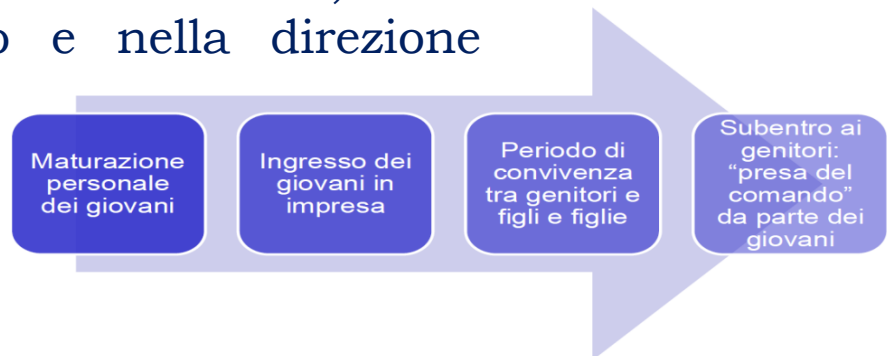 e nella direzione
Maturazione
personale
dei giovani
Ingresso dei
giovani in
impresa
Periodo di
convivenza
tra genitori e
figli e figlie
Subentro ai
genitori:
“presa del
comando”
da parte dei
giovani